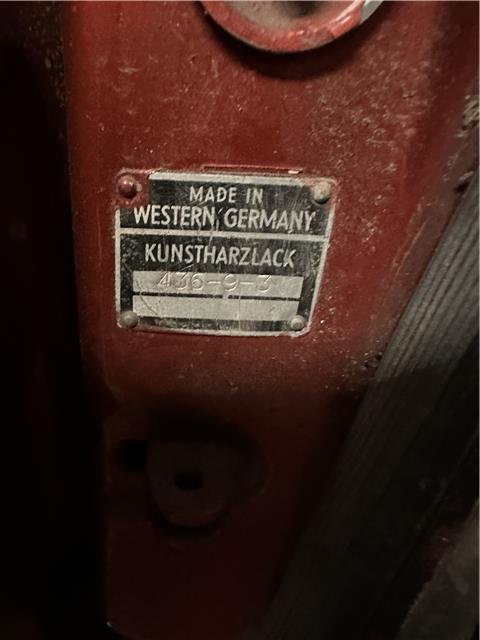 MADE IN
WESTERN GERMANY
KUNSTHARZLACK
436-9-3